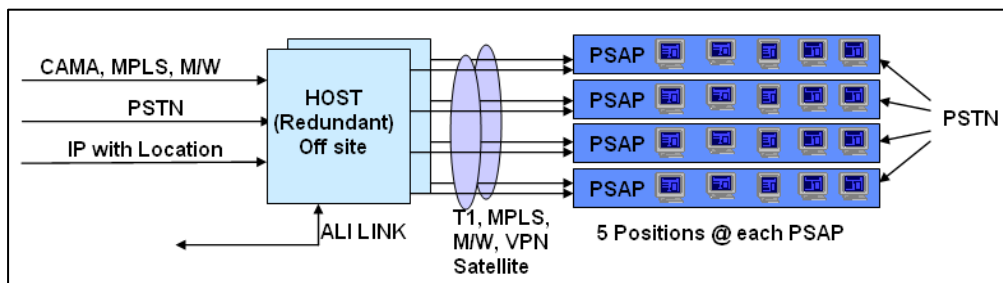 CAMA, MPLS, M/W
PSTN
IP with Location
HOST
(Redundant)
Off site
ALI LINK
T1, MPLS,
M/W, VPN
Satellite
PSAP
PSAP
PSAP
PSAP
5 Positions @ each PSAP
PSTN